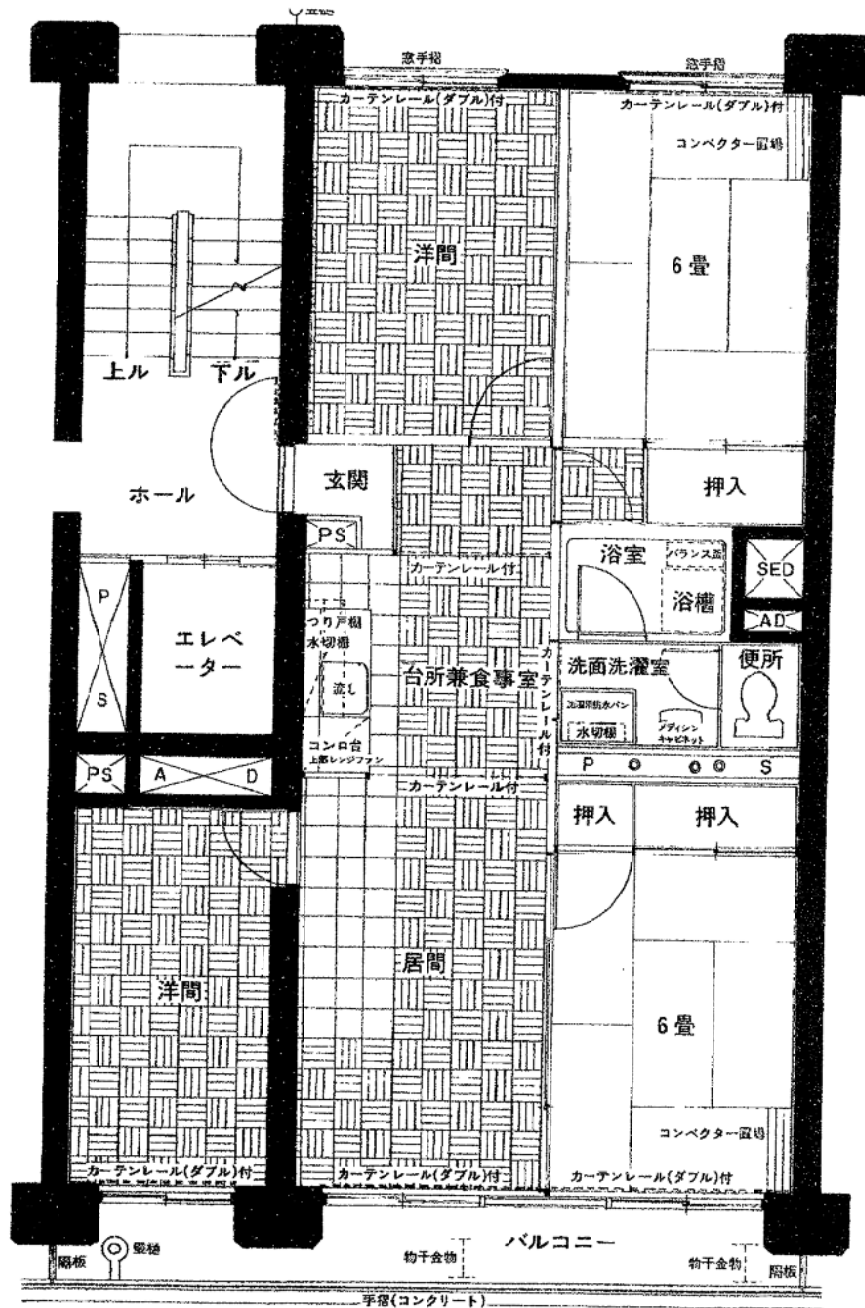 竪樋
窓手摺
窓手摺
カーテンレール(ダブル)付
カーテンレール(ダブル)付
コンベクター置場
洋間
6畳
上ル
下ル
ホール
玄関
押入
PS
カーテンレール付
浴室
バランス釜
浴槽
SED
AD
P
S
エレベ
ーター
つり戸棚
水切棚
流し
台所兼食事室
カーテンレール付
洗面洗濯室
便所
洗濯用防水パン
水切棚
メディシン
キャビネット
コンロ台
上部レンジファン
カーテンレール付
P
S
PS
A
D
押入
押入
洋間
居間
6畳
コンベクター置場
カーテンレール(ダブル)付
カーテンレール(ダブル)付
カーテンレール(ダブル)付
隔板
竪樋
物干金物
バルコニー
物干金物
隔板
手摺(コンクリート)